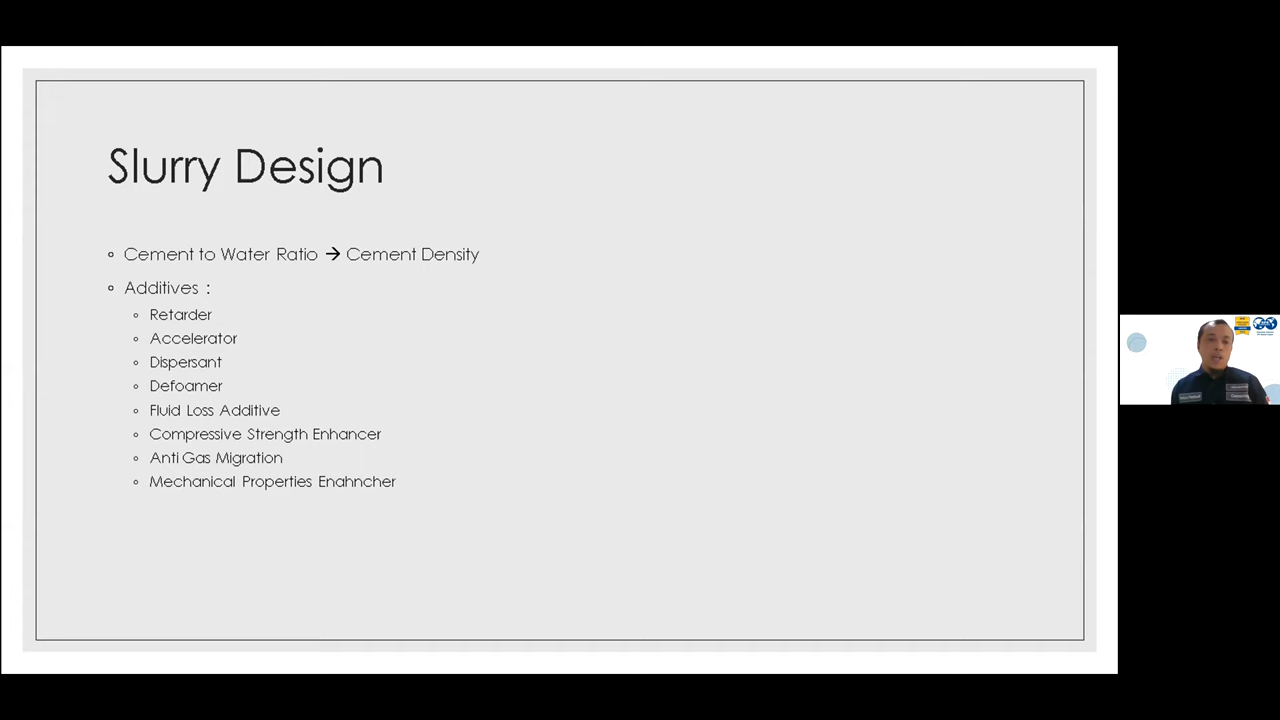 Slurry Design
Cement to Water Ratio → Cement Density
Additives :
Retarder
Accelerator
Dispersant
Defoamer
Fluid Loss Additive
Compressive Strength Enhancer
Anti Gas Migration
Mechanical Properties Enahncher